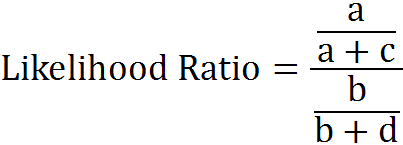 a
a + c
Likelihood Ratio =
b
b + d